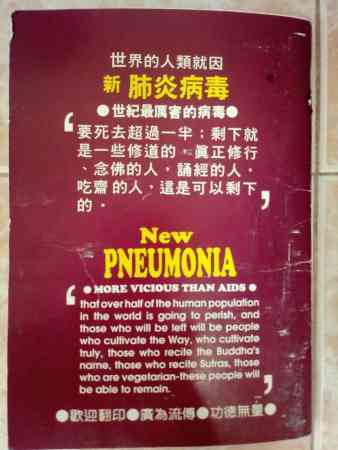 世界的人類就因
新 肺炎病毒
●世紀最厲害的病毒●
‘要死去超過一半；剩下就
是一些修道的，真正修行
、念佛的人，誦經的人，
吃齋的人，這是可以剩下
的。’
New
PNEUMONIA
● MORE VICIOUS THAN AIDS ●
‘that over half of the human population
in the world is going to perish, and
those who will be left will be people
who cultivate the Way, who cultivate
truly, those who recite the Buddha's
name, those who recite Sutras, those
who are vegetarian-these people will
be able to remain.’
●歡迎翻印●廣為流傳●功德無量●